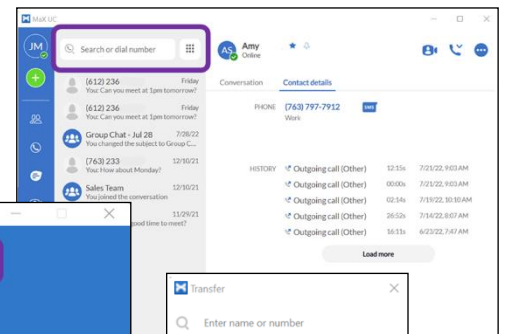 MaX UC
JM
Search or dial number
AS
Amy
Online
(612) 236
Friday
You: Can you meet at 1pm tomorrow?
(612) 236
Friday
You: Can you meet at 1pm tomorrow?
Group Chat - Jul 28
7/28/22
You changed the subject to Group C...
(763) 233
12/10/21
You: How about Monday?
Sales Team
12/10/21
You joined the conversation
11/29/21
good time to meet?
Conversation
Contact details
PHONE
(763) 797-7912
SMS
Work
HISTORY
Outgoing call (Other) 12:15s 7/21/22, 9:03 AM
Outgoing call (Other) 00:00s 7/21/22, 9:03 AM
Outgoing call (Other) 02:14s 7/19/22, 10:10 AM
Outgoing call (Other) 26:52s 7/14/22, 8:07 AM
Outgoing call (Other) 16:11s 6/23/22, 7:47 AM
Load more
Transfer
Enter name or number